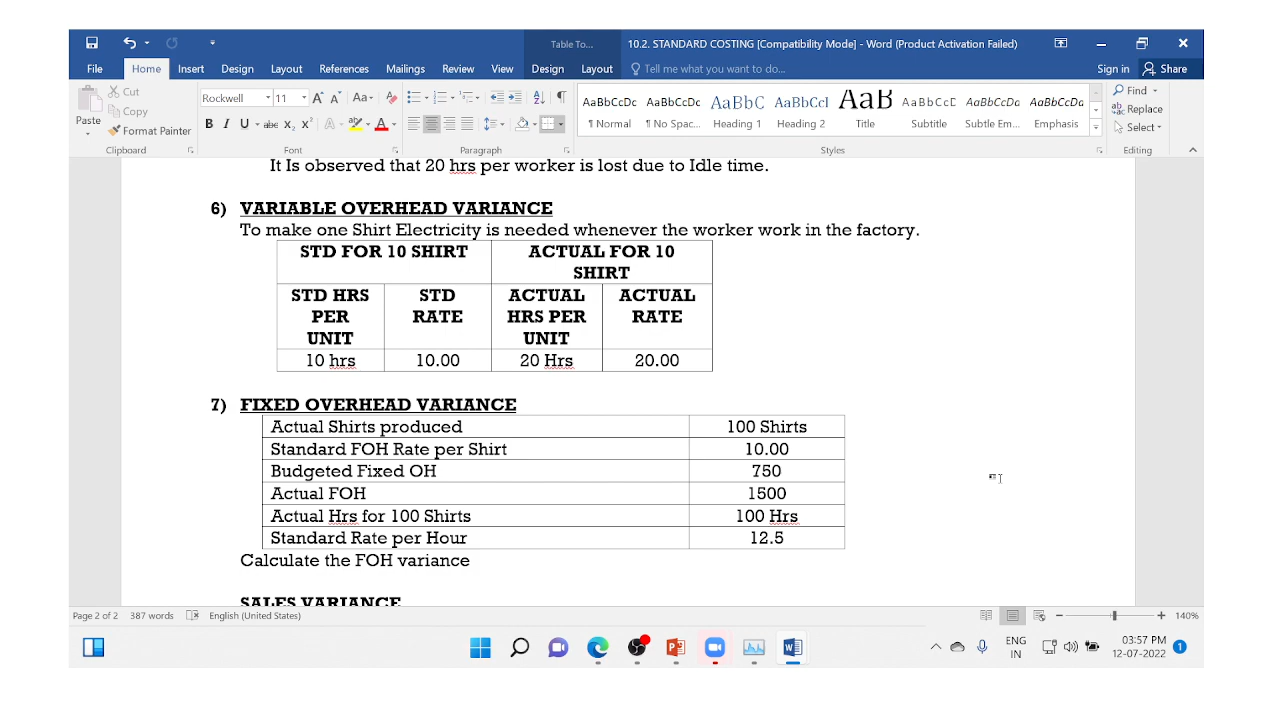 Table To...
10.2. STANDARD COSTING [Compatibility Mode] - Word (Product Activation Failed)
File Home Insert Design Layout References Mailings Review View Design Layout Tell me what you want to do... Sign in Share
Paste
Cut
Copy
Format Painter
Clipboard
Rockwell 11
Font
Paragraph
AaBbCcDc AaBbCcDc AaBbC AaBbCcI AaB AaBbCcD AaBbCcDa AaBbCcDa
¶ Normal ¶ No Spac... Heading 1 Heading 2 Title Subtitle Subtle Em... Emphasis
Styles
Find
Replace
Select
Editing
It Is observed that 20 hrs per worker is lost due to Idle time.
6) VARIABLE OVERHEAD VARIANCE
To make one Shirt Electricity is needed whenever the worker work in the factory.
STD FOR 10 SHIRT
ACTUAL FOR 10
SHIRT
STD HRS
PER
UNIT
STD
RATE
ACTUAL
HRS PER
UNIT
ACTUAL
RATE
10 hrs 10.00 20 Hrs 20.00
7) FIXED OVERHEAD VARIANCE
Actual Shirts produced 100 Shirts
Standard FOH Rate per Shirt 10.00
Budgeted Fixed OH 750
Actual FOH 1500
Actual Hrs for 100 Shirts 100 Hrs
Standard Rate per Hour 12.5
Calculate the FOH variance
SALES VARIANCE
Page 2 of 2 387 words English (United States) 140%
ENG
IN
03:57 PM
12-07-2022
1